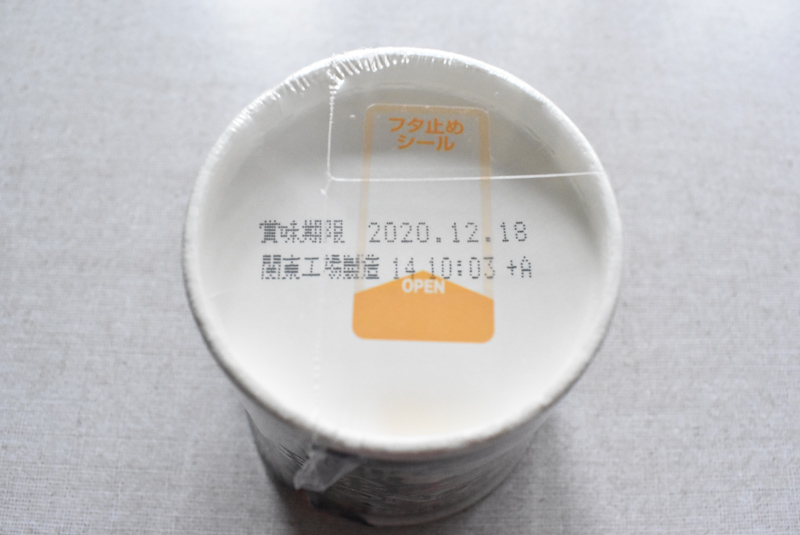 フタ止め
シール
賞味期限 2020.12.18
関東工場製造 14 10:03 +A
OPEN